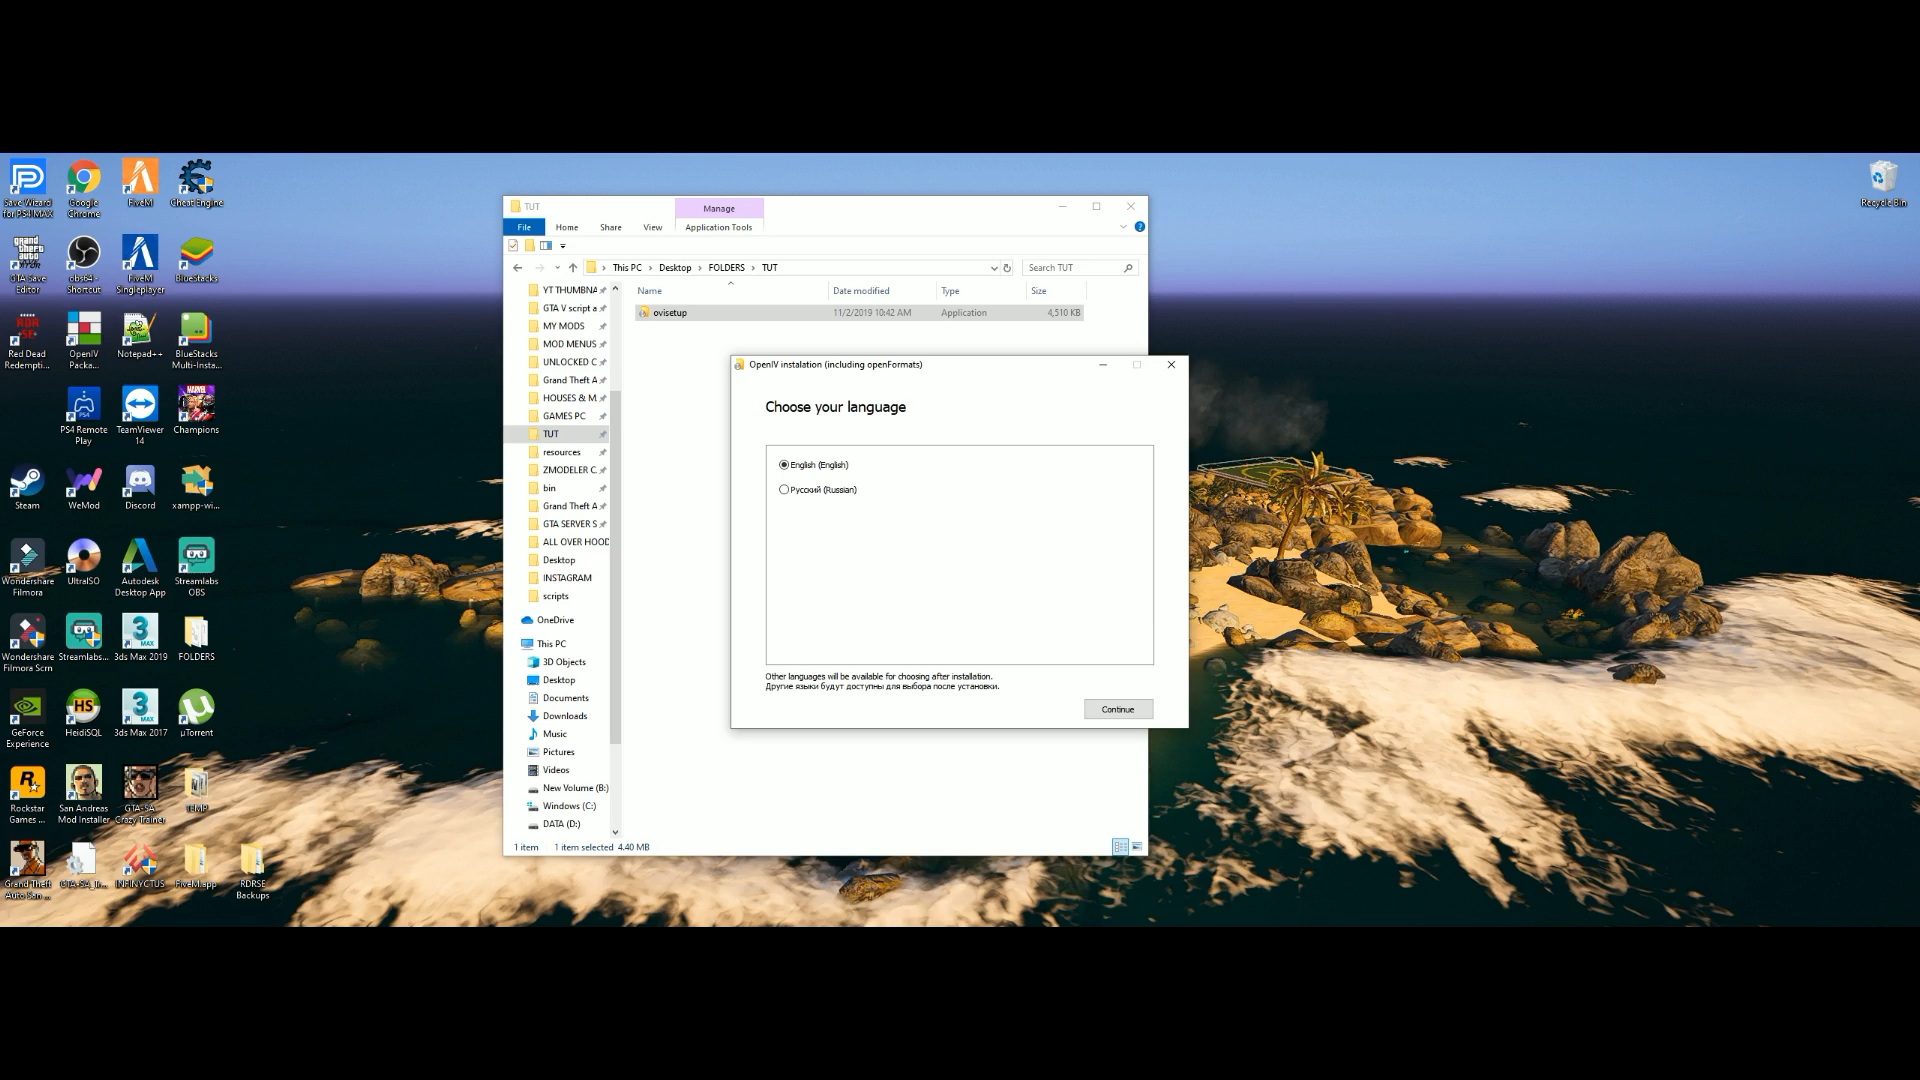 Save Wizard
for PS4 MAX
Google
Chrome
FiveM
Cheat Engine
Recycle Bin
GTA Save
Editor
obs64 -
Shortcut
FiveM
Singleplayer
BlueStacks
Red Dead
Redempti...
OpenIV
Packa...
Notepad++
BlueStacks
Multi-Insta...
PS4 Remote
Play
TeamViewer
14
Champions
Steam
WeMod
Discord
xampp-wi...
Wondershare
Filmora
UltraISO
Autodesk
Desktop App
Streamlabs
OBS
Wondershare
Filmora Scrn
Streamlabs...
3ds Max 2019
FOLDERS
GeForce
Experience
HeidiSQL
3ds Max 2017
µTorrent
Rockstar
Games ...
San Andreas
Mod Installer
GTA-SA
Crazy Trainer
TEMP
Grand Theft
Auto San ...
INFINYCTUS
FiveM.app
RDRSE
Backups
TUT
Manage
File
Home
Share
View
Application Tools
This PC
Desktop
FOLDERS
TUT
Search TUT
Name
Date modified
Type
Size
ovisetup
11/2/2019 10:42 AM
Application
4,510 KB
YT THUMBNA
GTA V script a
MY MODS
MOD MENUS
UNLOCKED C
Grand Theft A
HOUSES & M
GAMES PC
TUT
resources
ZMODELER C
bin
Grand Theft A
GTA SERVER S
ALL OVER HOOD
Desktop
INSTAGRAM
scripts
OneDrive
This PC
3D Objects
Desktop
Documents
Downloads
Music
Pictures
Videos
New Volume (B:)
Windows (C:)
DATA (D:)
1 item
1 item selected 4.40 MB
OpenIV instalation (including openFormats)
Choose your language
English (English)
Русский (Russian)
Other languages will be available for choosing after installation.
Другие языки будут доступны для выбора после установки.
Continue